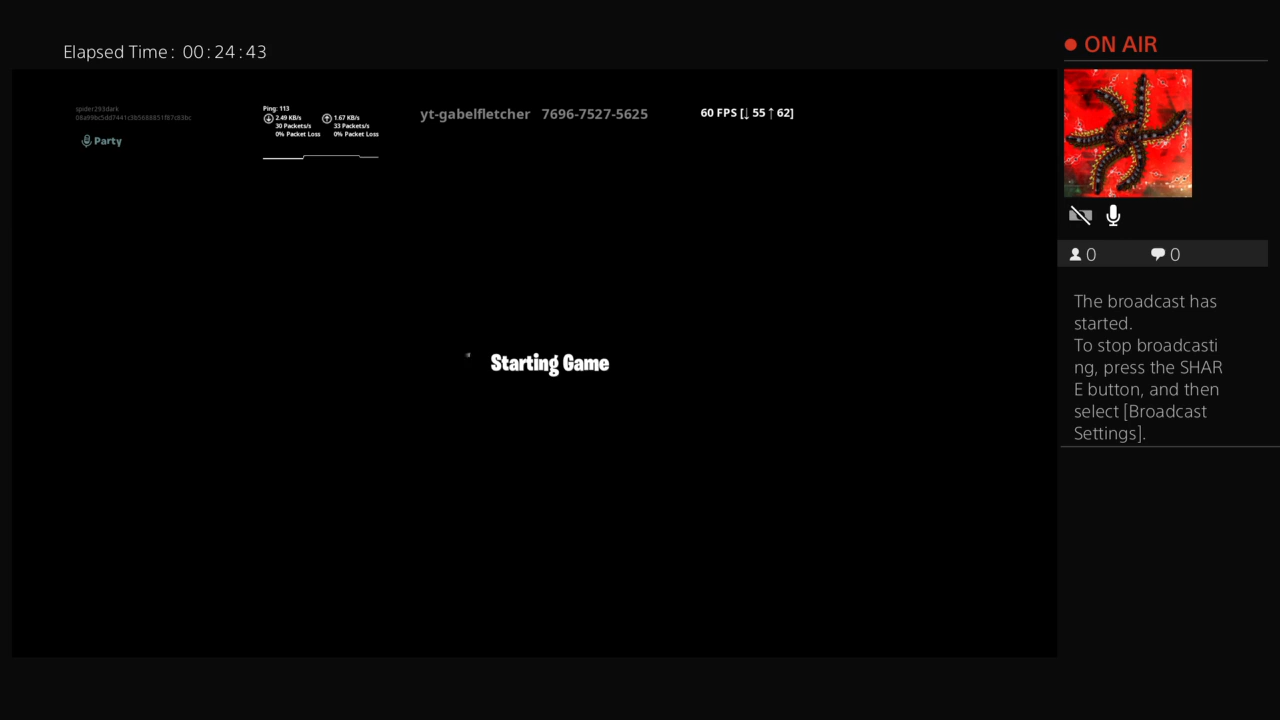 Elapsed Time: 00:24:43
ON AIR
spider293dark
Party
Ping: 113
2.49 KB/s
1.67 KB/s
30 Packets/s
33 Packets/s
0% Packet Loss
0% Packet Loss
yt-gabelfletcher 7696-7527-5625
60 FPS [↓ 55 ↑ 62]
0
0
Starting Game
The broadcast has
started.
To stop broadcasti
ng, press the SHAR
E button, and then
select [Broadcast
Settings].